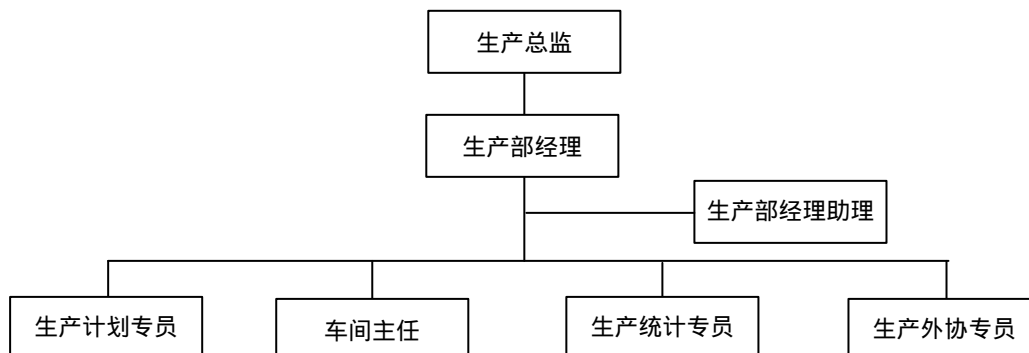 生产总监
生产部经理
生产部经理助理
生产计划专员
车间主任
生产统计专员
生产外协专员